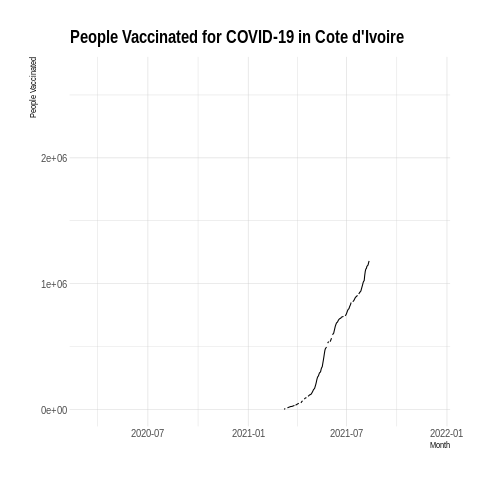 People Vaccinated for COVID-19 in Cote d'Ivoire
People Vaccinated
2e+06
1e+06
0e+00
2020-07
2021-01
2021-07
2022-01
Month